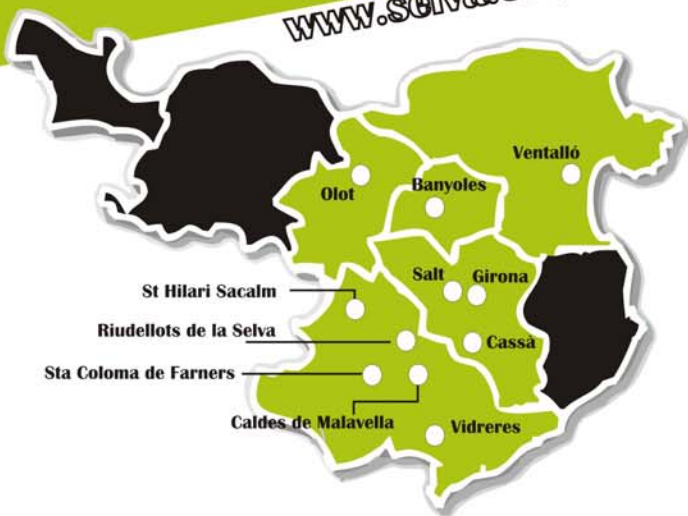 Ventalló
Olot
Banyoles
Salt
Girona
St Hilari Sacalm
Riudellots de la Selva
Cassà
Sta Coloma de Farners
Caldes de Malavella
Vidreres